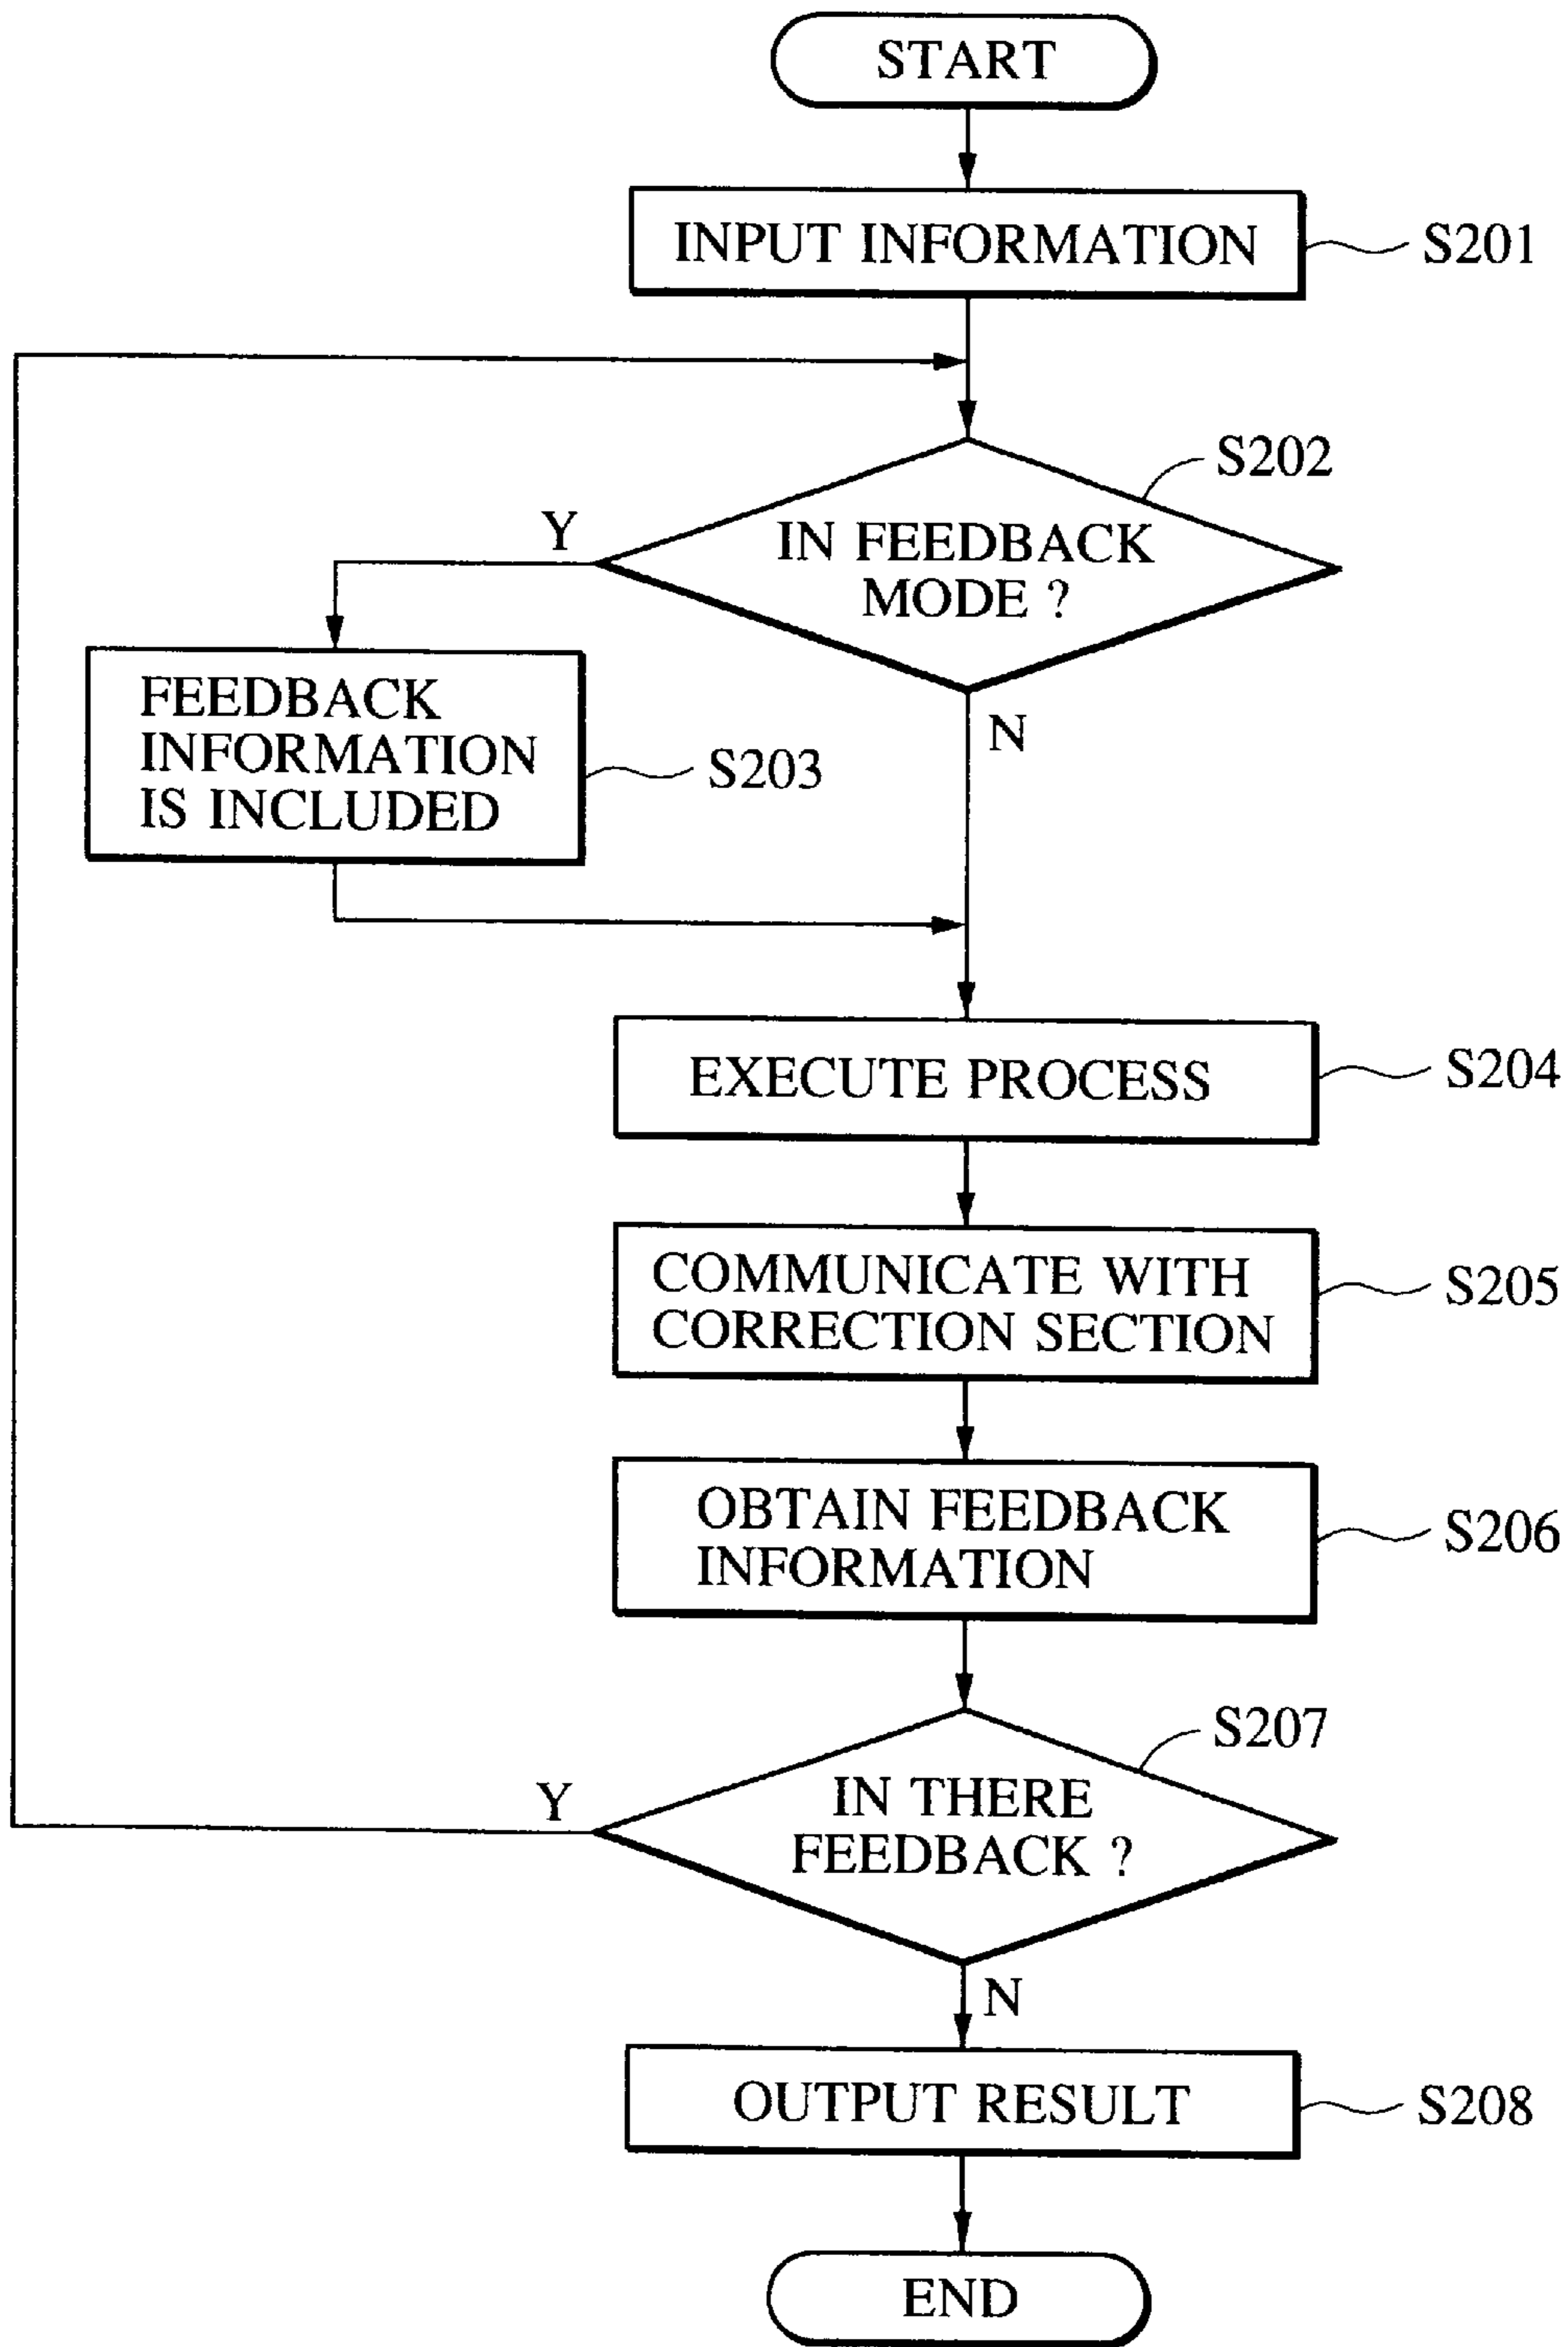 START
INPUT INFORMATION
S201
S202
IN FEEDBACK
MODE ?
Y
N
FEEDBACK
INFORMATION
IS INCLUDED
S203
EXECUTE PROCESS
S204
COMMUNICATE WITH
CORRECTION SECTION
S205
OBTAIN FEEDBACK
INFORMATION
S206
S207
IN THERE
FEEDBACK ?
Y
N
OUTPUT RESULT
S208
END